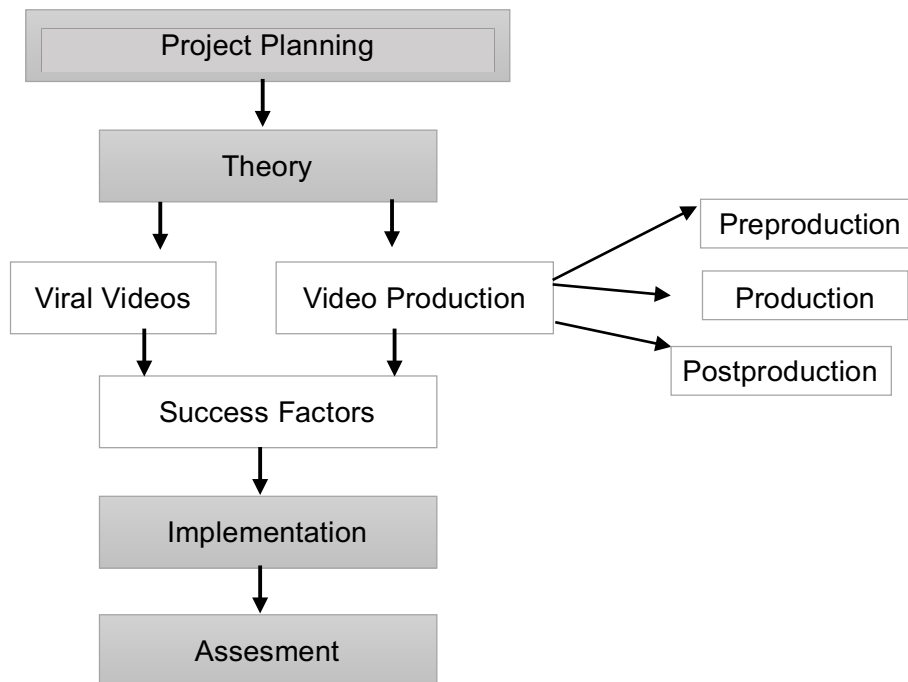 Project Planning
Theory
Viral Videos
Video Production
Preproduction
Production
Postproduction
Success Factors
Implementation
Assesment